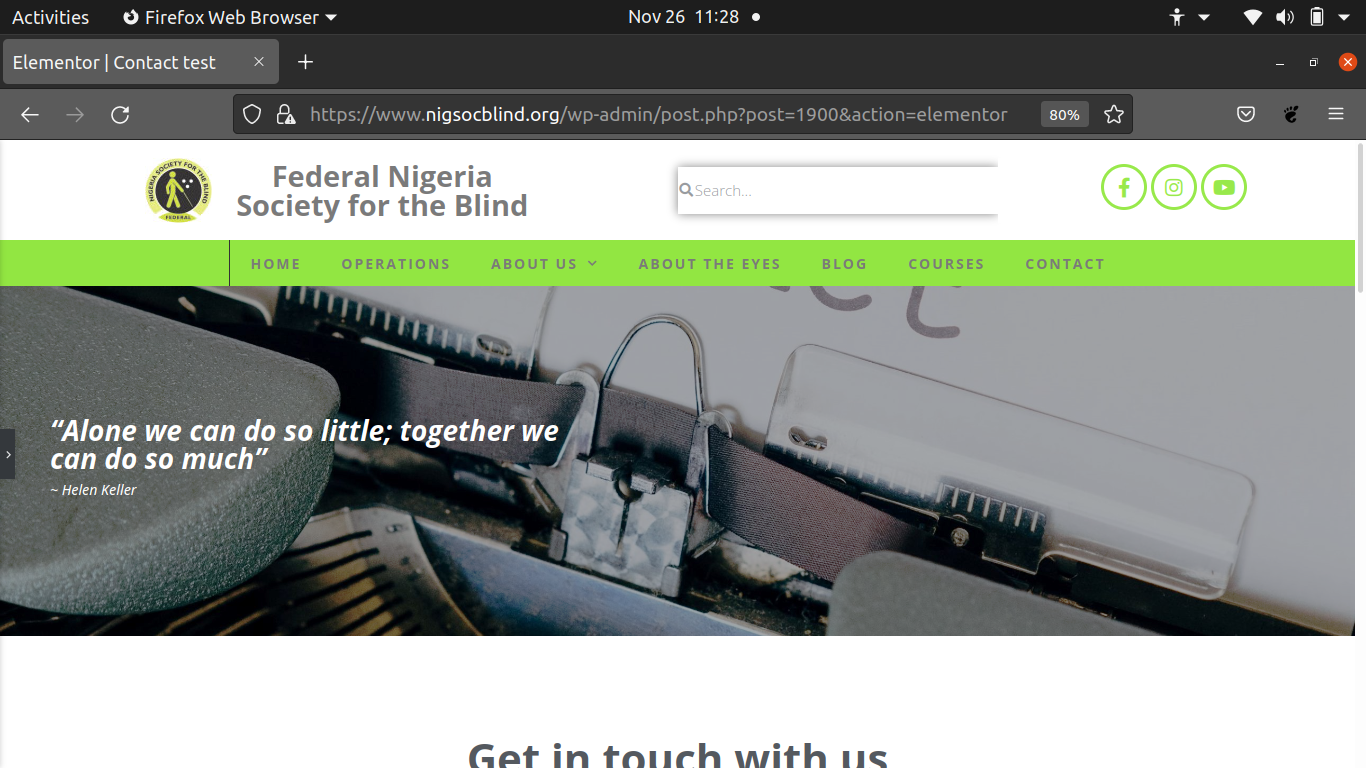 Activities
Firefox Web Browser
Nov 26 11:28
Elementor | Contact test
https://www.nigsocblind.org/wp-admin/post.php?post=1900&action=elementor
80%
NIGERIA SOCIETY FOR THE BLIND
FEDERAL
Federal Nigeria
Society for the Blind
Search...
HOME
OPERATIONS
ABOUT US
ABOUT THE EYES
BLOG
COURSES
CONTACT
“Alone we can do so little; together we
can do so much”
~ Helen Keller
Get in touch with us